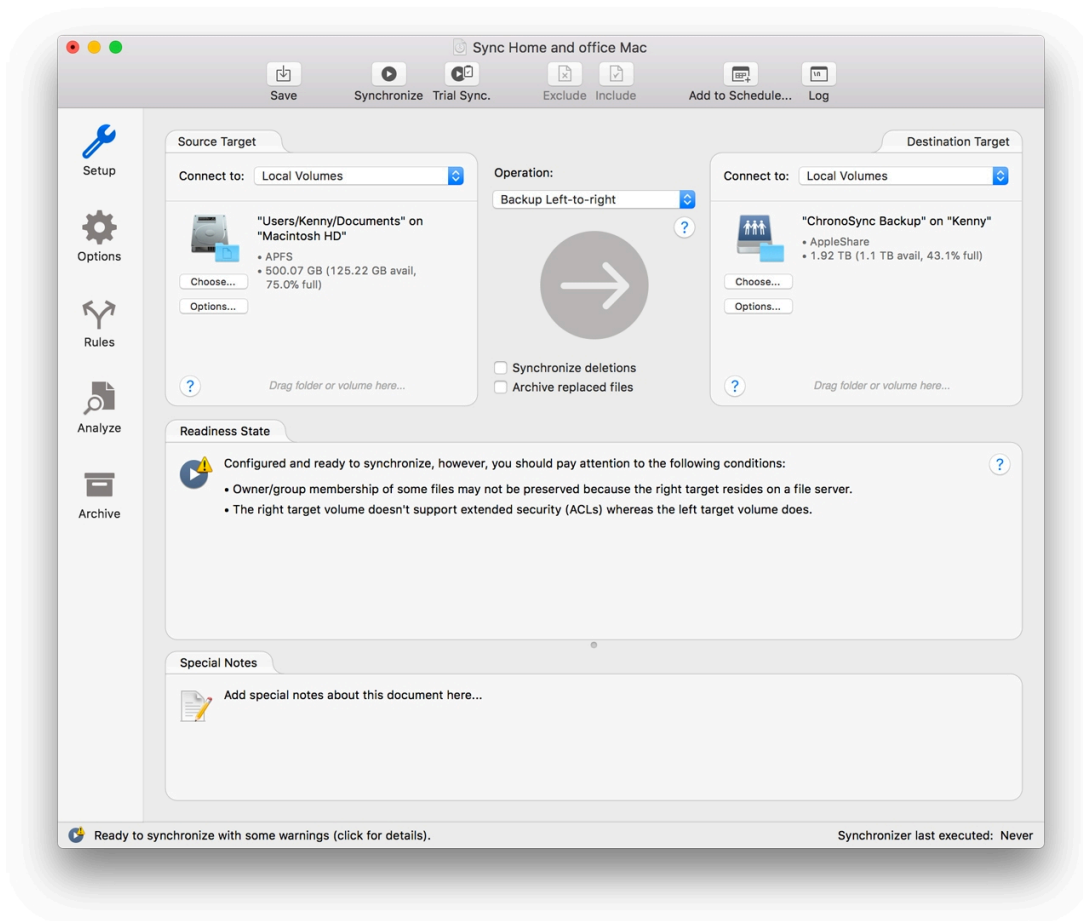 Sync Home and office Mac
Save
Synchronize
Trial Sync.
Exclude
Include
Add to Schedule...
Log
Setup
Options
Rules
Analyze
Archive
Source Target
Connect to:
Local Volumes
"Users/Kenny/Documents" on
"Macintosh HD"
• APFS
• 500.07 GB (125.22 GB avail,
75.0% full)
Choose...
Options...
?
Drag folder or volume here...
Operation:
Backup Left-to-right
?
Synchronize deletions
Archive replaced files
Destination Target
Connect to:
Local Volumes
"ChronoSync Backup" on "Kenny"
• AppleShare
• 1.92 TB (1.1 TB avail, 43.1% full)
Choose...
Options...
?
Drag folder or volume here...
Readiness State
Configured and ready to synchronize, however, you should pay attention to the following conditions:
?
• Owner/group membership of some files may not be preserved because the right target resides on a file server.
• The right target volume doesn't support extended security (ACLs) whereas the left target volume does.
Special Notes
Add special notes about this document here...
Ready to synchronize with some warnings (click for details).
Synchronizer last executed: Never